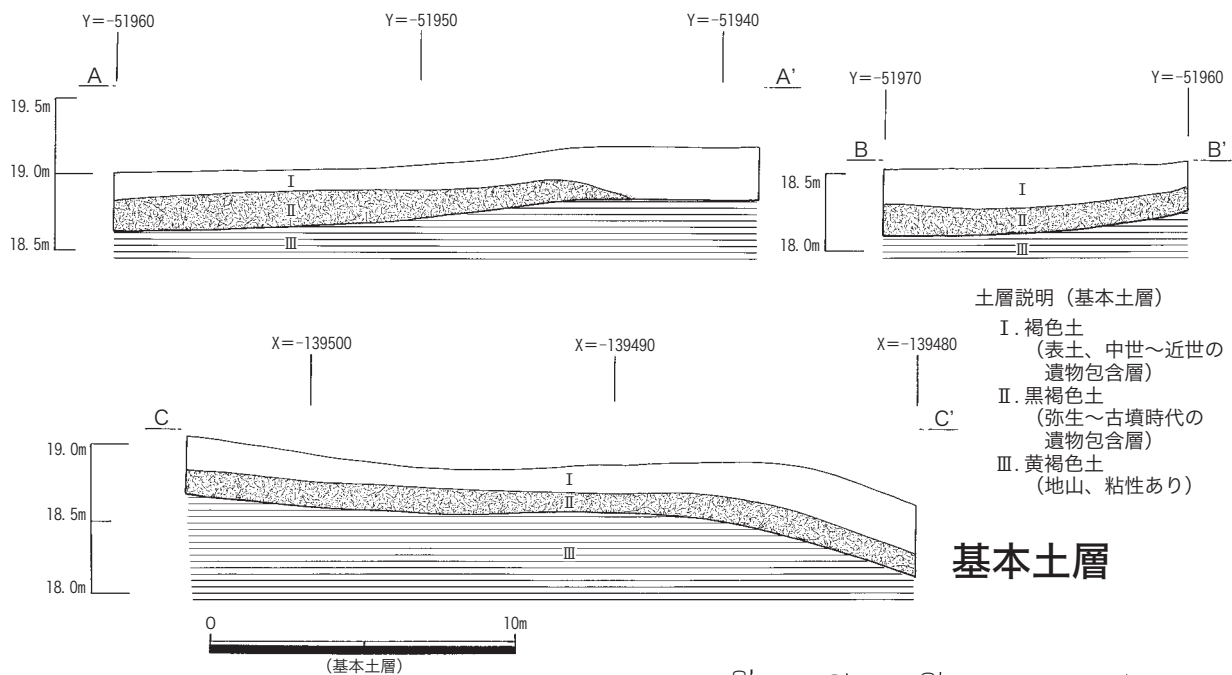 Y=-51960
Y=-51950
Y=-51940
A
A'
19.5m
19.0m
18.5m
Ⅰ
Ⅱ
Ⅲ
Y=-51970
Y=-51960
B
B'
18.5m
18.0m
Ⅰ
Ⅱ
Ⅲ
土層説明（基本土層）
Ⅰ. 褐色土
（表土、中世～近世の
遺物包含層）
Ⅱ. 黒褐色土
（弥生～古墳時代の
遺物包含層）
Ⅲ. 黄褐色土
（地山、粘性あり）
X=-139500
X=-139490
X=-139480
C
C'
19.0m
18.5m
18.0m
Ⅰ
Ⅱ
Ⅲ
基本土層
0
10m
（基本土層）